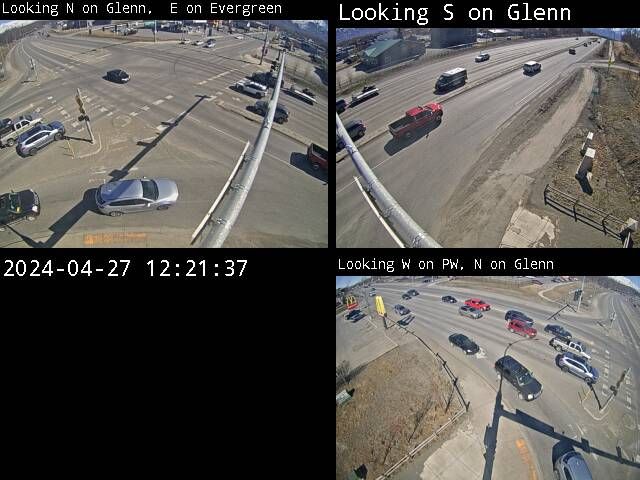 Looking N on Glenn,  E on Evergreen
Looking S on Glenn
2024-04-27 12:21:37
Looking W on PW, N on Glenn